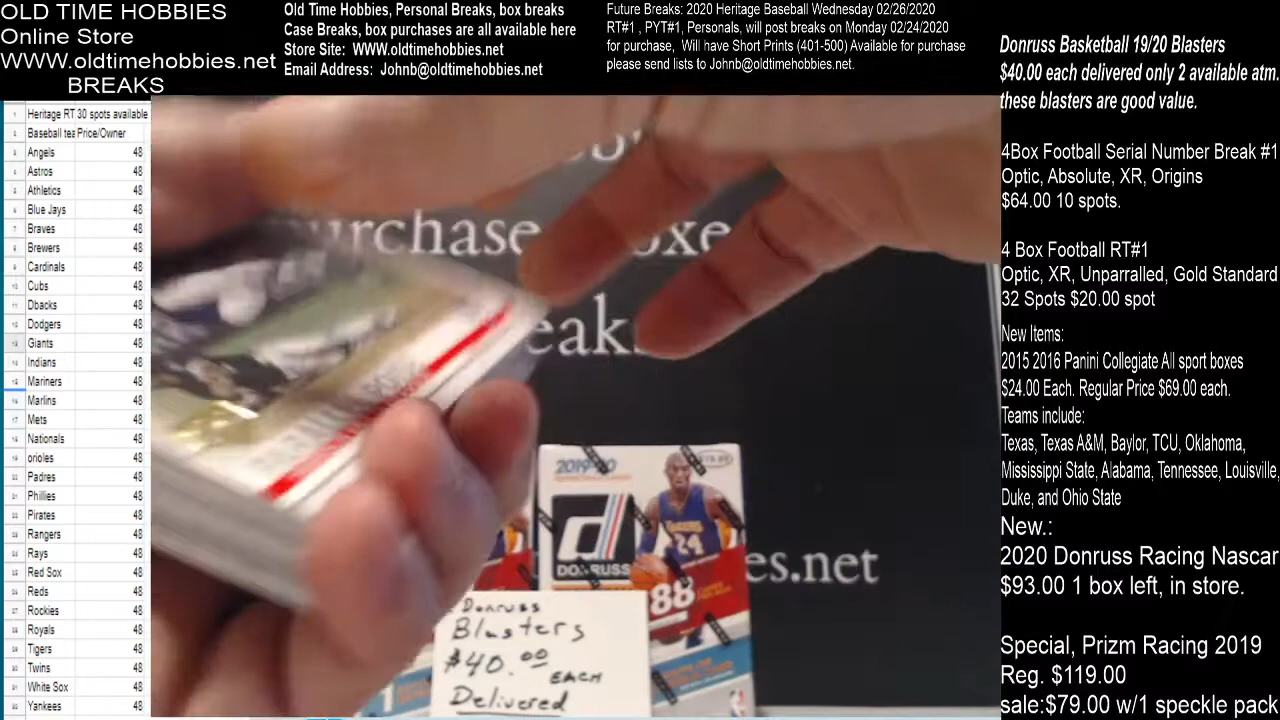 OLD TIME HOBBIES
Online Store
WWW.oldtimehobbies.net
BREAKS
Old Time Hobbies, Personal Breaks, box breaks
Case Breaks, box purchases are all available here
Store Site: WWW.oldtimehobbies.net
Email Address: Johnb@oldtimehobbies.net
Future Breaks: 2020 Heritage Baseball Wednesday 02/26/2020
RT#1 , PYT#1, Personals, will post breaks on Monday 02/24/2020
for purchase, Will have Short Prints (401-500) Available for purchase
please send lists to Johnb@oldtimehobbies.net.
Donruss Basketball 19/20 Blasters
$40.00 each delivered only 2 available atm.
these blasters are good value.
4Box Football Serial Number Break #1
Optic, Absolute, XR, Origins
$64.00 10 spots.
4 Box Football RT#1
Optic, XR, Unparralled, Gold Standard
32 Spots $20.00 spot
New Items:
2015 2016 Panini Collegiate All sport boxes
$24.00 Each. Regular Price $69.00 each.
Teams include:
Texas, Texas A&M, Baylor, TCU, Oklahoma,
Mississippi State, Alabama, Tennessee, Louisville,
Duke, and Ohio State
New.:
2020 Donruss Racing Nascar
$93.00 1 box left, in store.
Special, Prizm Racing 2019
Reg. $119.00
sale:$79.00 w/1 speckle pack
Heritage RT 30 spots available
Baseball tea Price/Owner
Angels 48
Astros 48
Athletics 48
Blue Jays 48
Braves 48
Brewers 48
Cardinals 48
Cubs 48
Dbacks 48
Dodgers 48
Giants 48
Indians 48
Mariners 48
Marlins 48
Mets 48
Nationals 48
orioles 48
Padres 48
Phillies 48
Pirates 48
Rangers 48
Rays 48
Red Sox 48
Reds 48
Rockies 48
Royals 48
Tigers 48
Twins 48
White Sox 48
Yankees 48
urchase oxe
eak
es.net
2019-20
DONRUSS
24
88
Donruss
Blasters
$40.00
EACH
Delivered